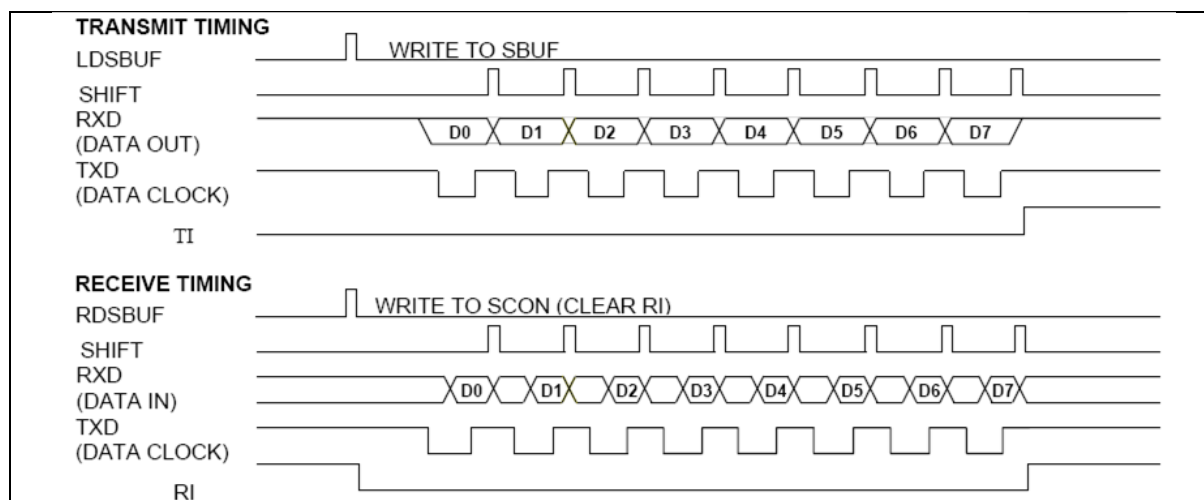 TRANSMIT TIMING
LDSBUF
WRITE TO SBUF
SHIFT
RXD
(DATA OUT)
D0 D1 D2 D3 D4 D5 D6 D7
TXD
(DATA CLOCK)
TI
RECEIVE TIMING
RDSBUF
WRITE TO SCON (CLEAR RI)
SHIFT
RXD
(DATA IN)
D0 D1 D2 D3 D4 D5 D6 D7
TXD
(DATA CLOCK)
RI